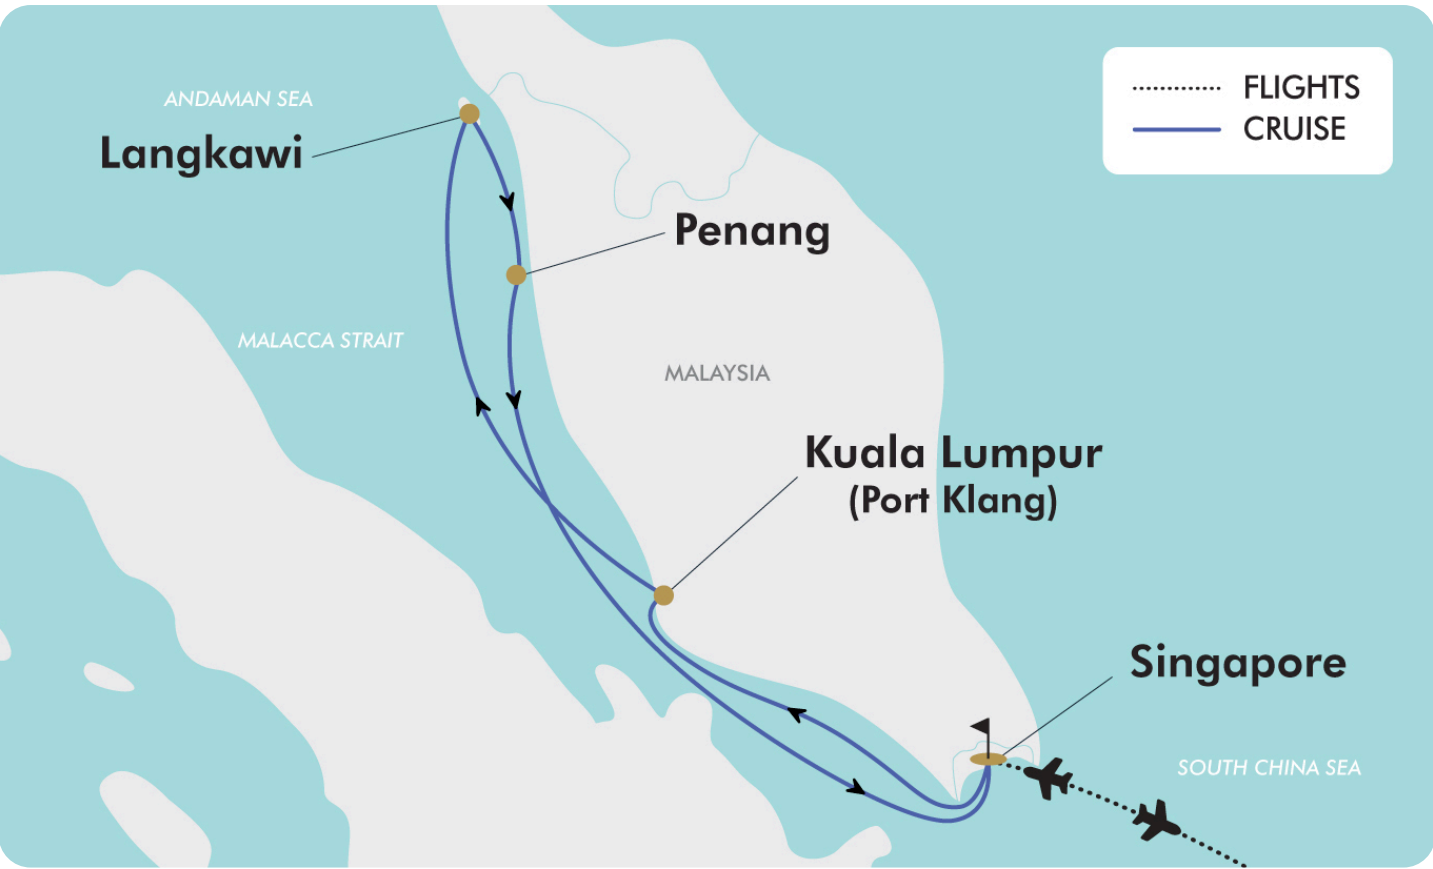 FLIGHTS
CRUISE
ANDAMAN SEA
Langkawi
Penang
MALACCA STRAIT
MALAYSIA
Kuala Lumpur
(Port Klang)
Singapore
SOUTH CHINA SEA